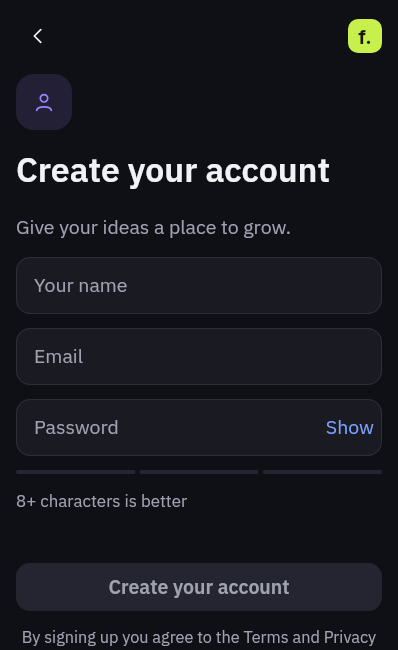 f.
Create your account
Give your ideas a place to grow.
Your name
Email
Password Show
8+ characters is better
Create your account
By signing up you agree to the Terms and Privacy